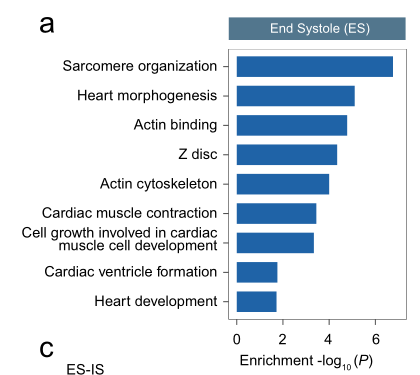 a
End Systole (ES)
Sarcomere organization
Heart morphogenesis
Actin binding
Z disc
Actin cytoskeleton
Cardiac muscle contraction
Cell growth involved in cardiac
muscle cell development
Cardiac ventricle formation
Heart development
0 2 4 6
Enrichment -log10 (P)
c
ES-IS